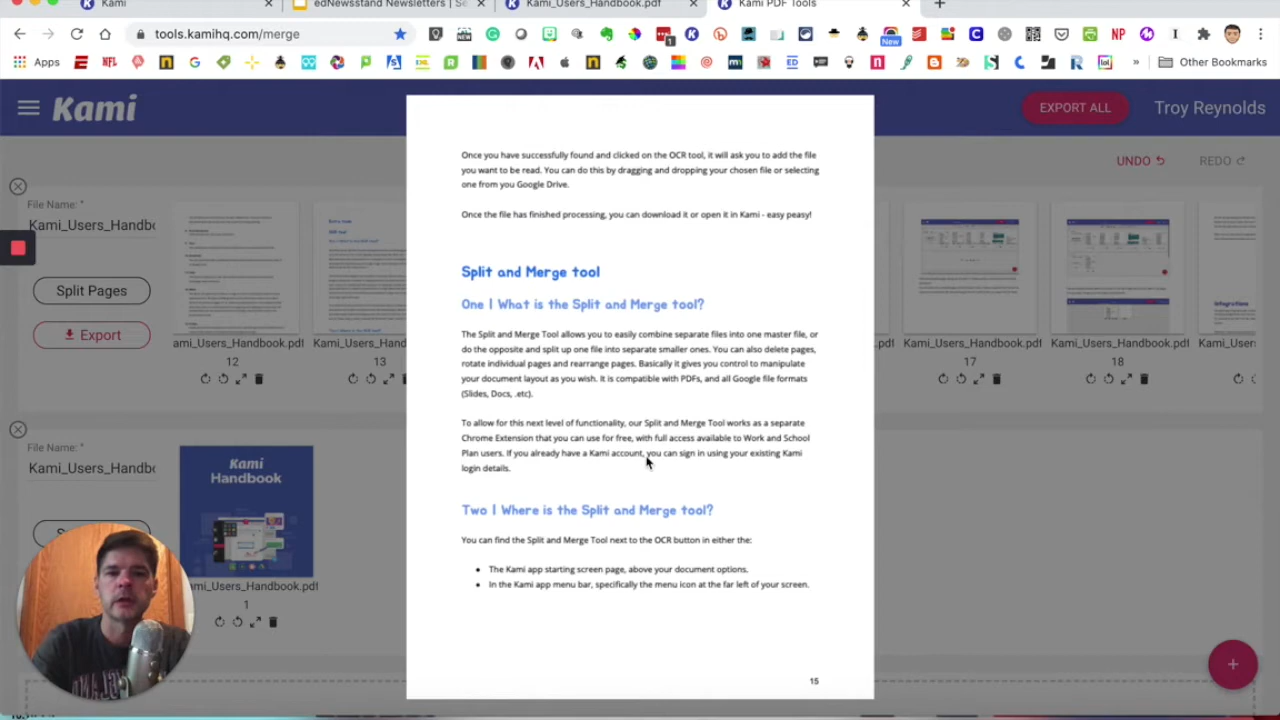 Kami
edNewsstand Newsletters | Se
Kami_Users_Handbook.pdf
Kami PDF Tools
tools.kamihq.com/merge
Apps
Other Bookmarks
Kami
EXPORT ALL
Troy Reynolds
UNDO
REDO
File Name: *
Kami_Users_Handbo
Split Pages
Export
ami_Users_Handbook.pdf
12
13
17
18
Once you have successfully found and clicked on the OCR tool, it will ask you to add the file
you want to be read. You can do this by dragging and dropping your chosen file or selecting
one from you Google Drive.
Once the file has finished processing, you can download it or open it in Kami - easy peasy!
Split and Merge tool
One | What is the Split and Merge tool?
The Split and Merge Tool allows you to easily combine separate files into one master file, or
do the opposite and split up one file into separate smaller ones. You can also delete pages,
rotate individual pages and rearrange pages. Basically it gives you control to manipulate
your document layout as you wish. It is compatible with PDFs, and all Google file formats
(Slides, Docs, .etc).
To allow for this next level of functionality, our Split and Merge Tool works as a separate
Chrome Extension that you can use for free, with full access available to Work and School
Plan users. If you already have a Kami account, you can sign in using your existing Kami
login details.
Two | Where is the Split and Merge tool?
You can find the Split and Merge Tool next to the OCR button in either the:
• The Kami app starting screen page, above your document options.
• In the Kami app menu bar, specifically the menu icon at the far left of your screen.
15
Kami_Users_Handbook.pdf
Kami_Users_Handbook.pdf
Integrations
File Name: *
Kami_Users_Handbo
Kami
Handbook
ami_Users_Handbook.pdf
1